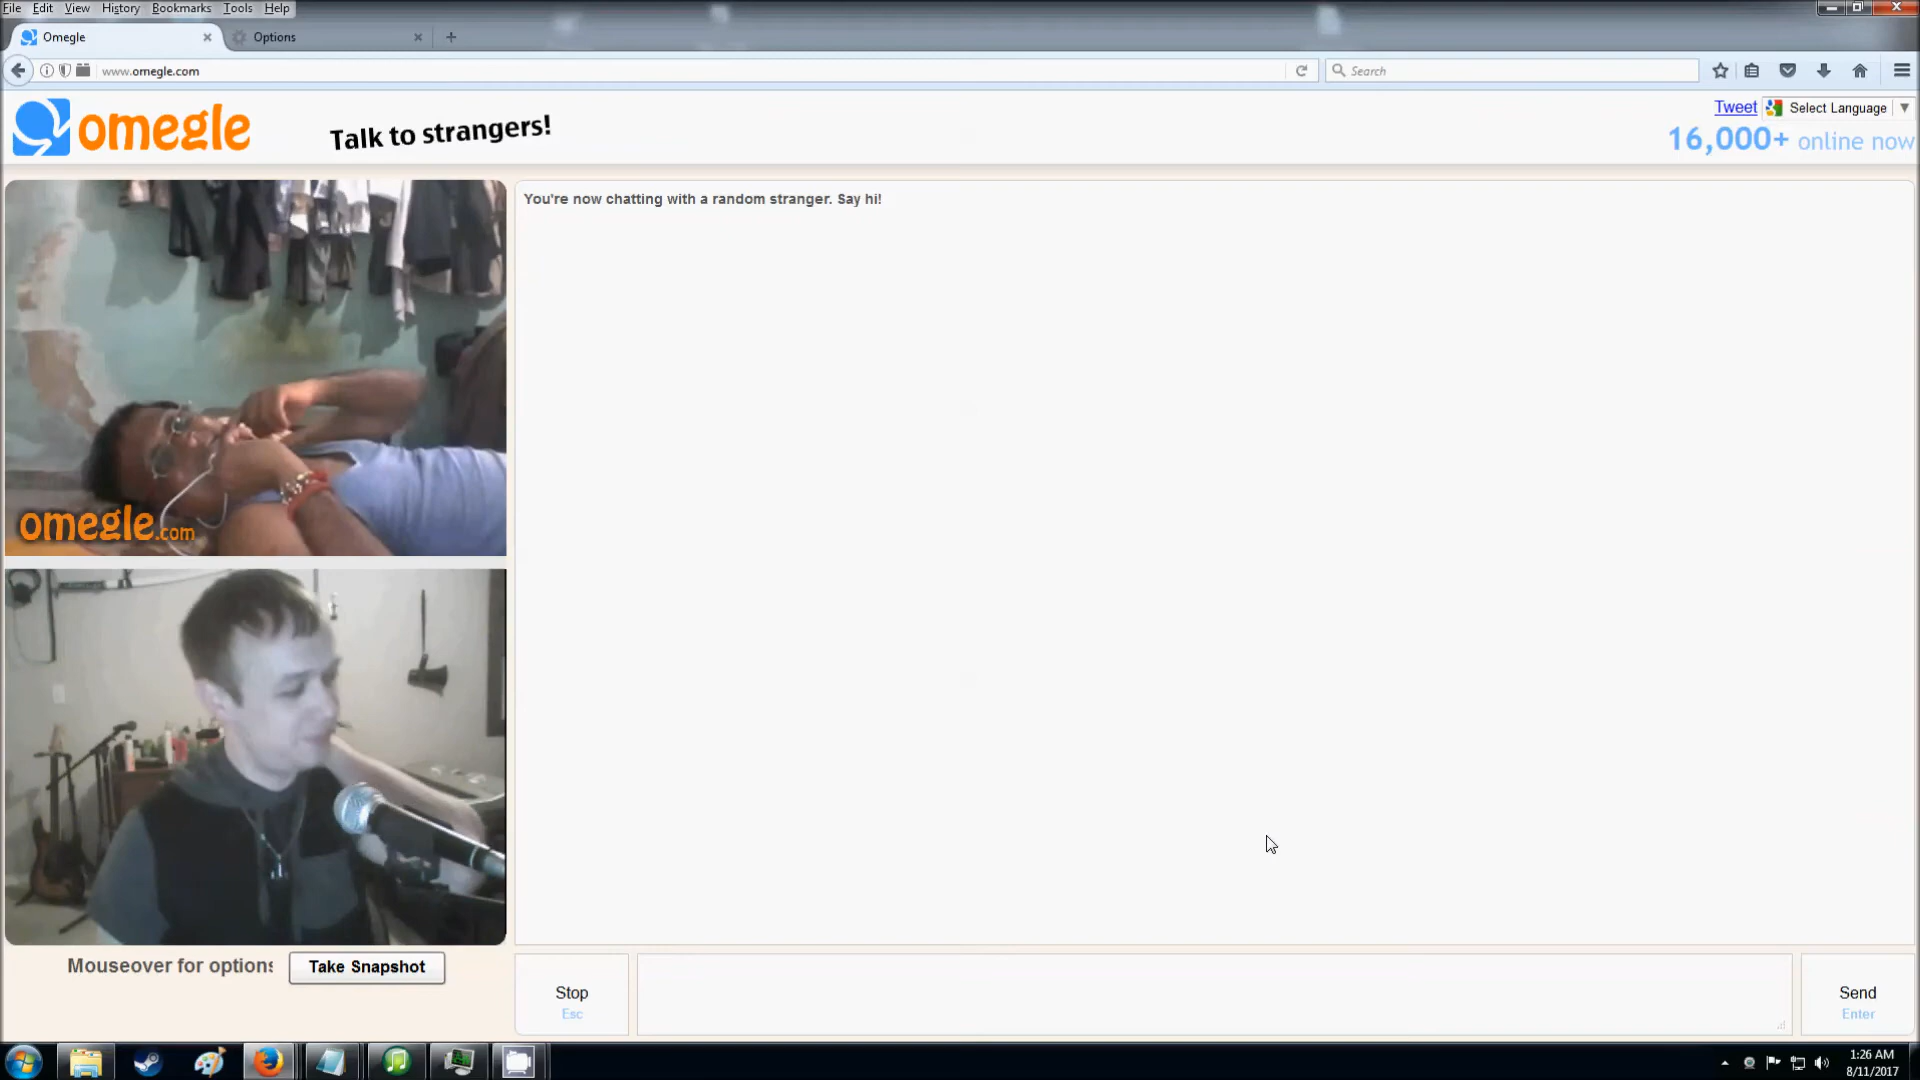 File Edit View History Bookmarks Tools Help
Omegle
Options
www.omegle.com
Search
omegle
Talk to strangers!
Tweet
Select Language
16,000+ online now
You're now chatting with a random stranger. Say hi!
omegle.com
Mouseover for options
Take Snapshot
Stop
Esc
Send
Enter
1:26 AM
8/11/2017